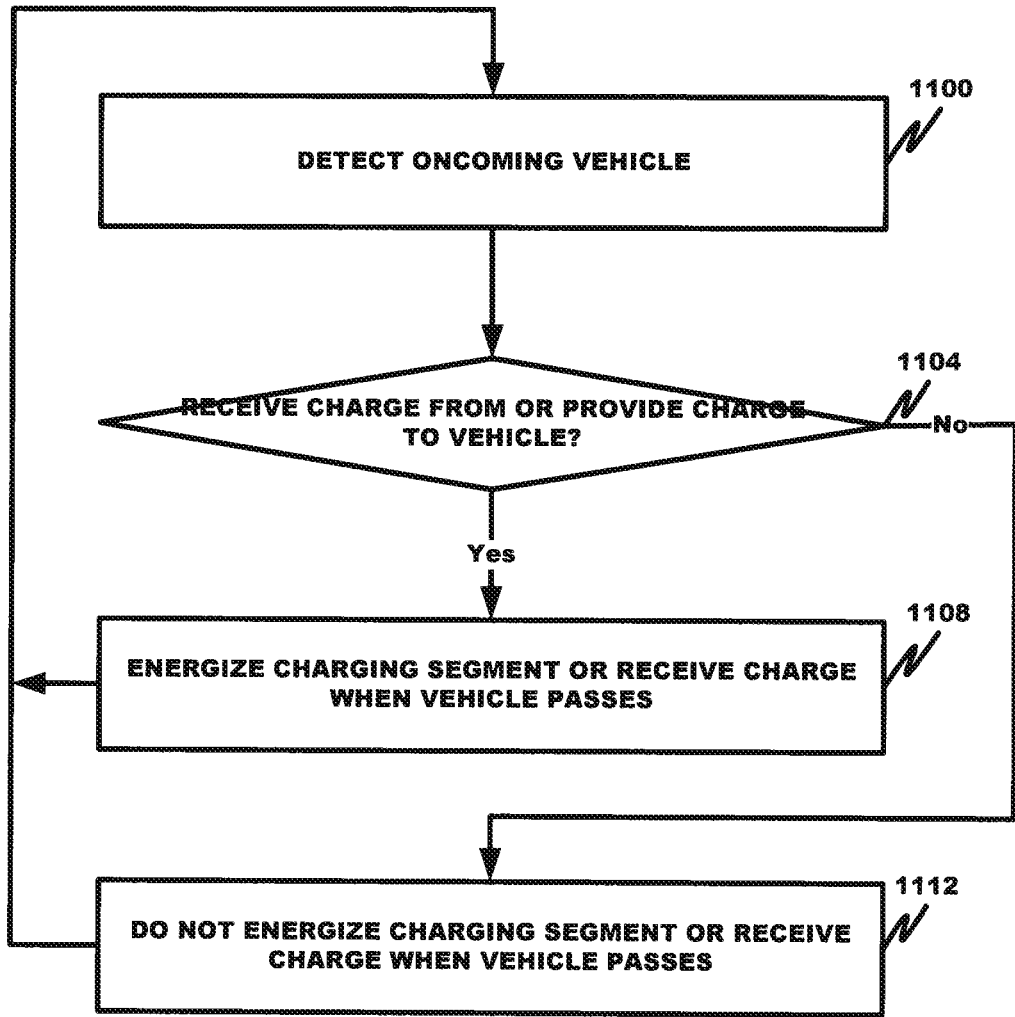 1100
DETECT ONCOMING VEHICLE
1104
RECEIVE CHARGE FROM OR PROVIDE CHARGE
TO VEHICLE?
No
Yes
1108
ENERGIZE CHARGING SEGMENT OR RECEIVE CHARGE
WHEN VEHICLE PASSES
1112
DO NOT ENERGIZE CHARGING SEGMENT OR RECEIVE
CHARGE WHEN VEHICLE PASSES